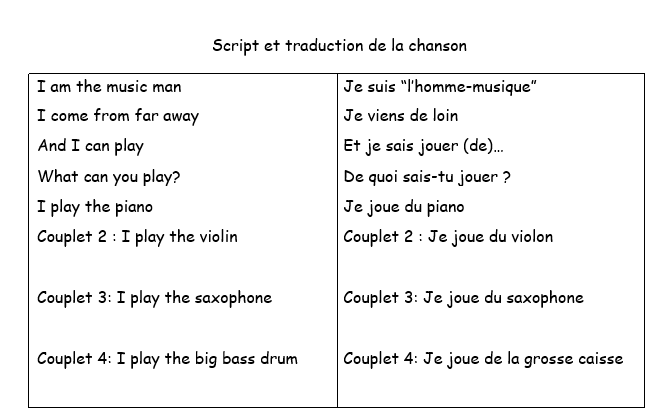 Script et traduction de la chanson
I am the music man
I come from far away
And I can play
What can you play?
I play the piano
Couplet 2 : I play the violin
Couplet 3: I play the saxophone
Couplet 4: I play the big bass drum
Je suis “l’homme-musique”
Je viens de loin
Et je sais jouer (de)…
De quoi sais-tu jouer ?
Je joue du piano
Couplet 2 : Je joue du violon
Couplet 3: Je joue du saxophone
Couplet 4: Je joue de la grosse caisse